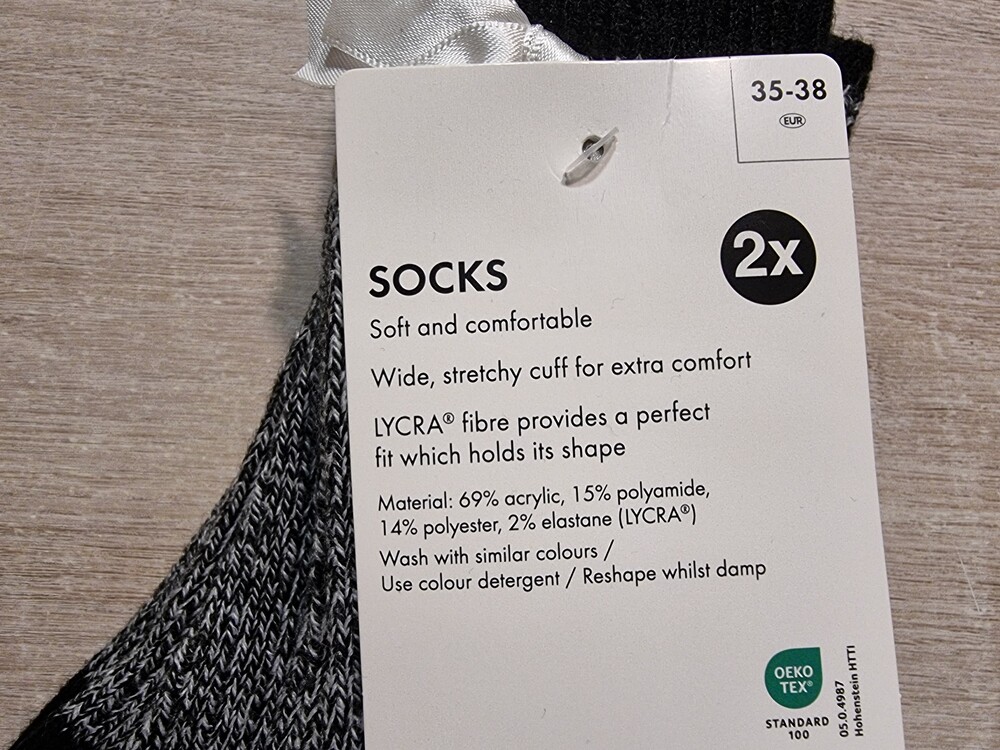 35-38
EUR
2x
SOCKS
Soft and comfortable
Wide, stretchy cuff for extra comfort
LYCRA® fibre provides a perfect
fit which holds its shape
Material: 69% acrylic, 15% polyamide,
14% polyester, 2% elastane (LYCRA®)
Wash with similar colours /
Use colour detergent / Reshape whilst damp
OEKO
TEX®
STANDARD
100
05.0.4987
Hohenstein HTTI